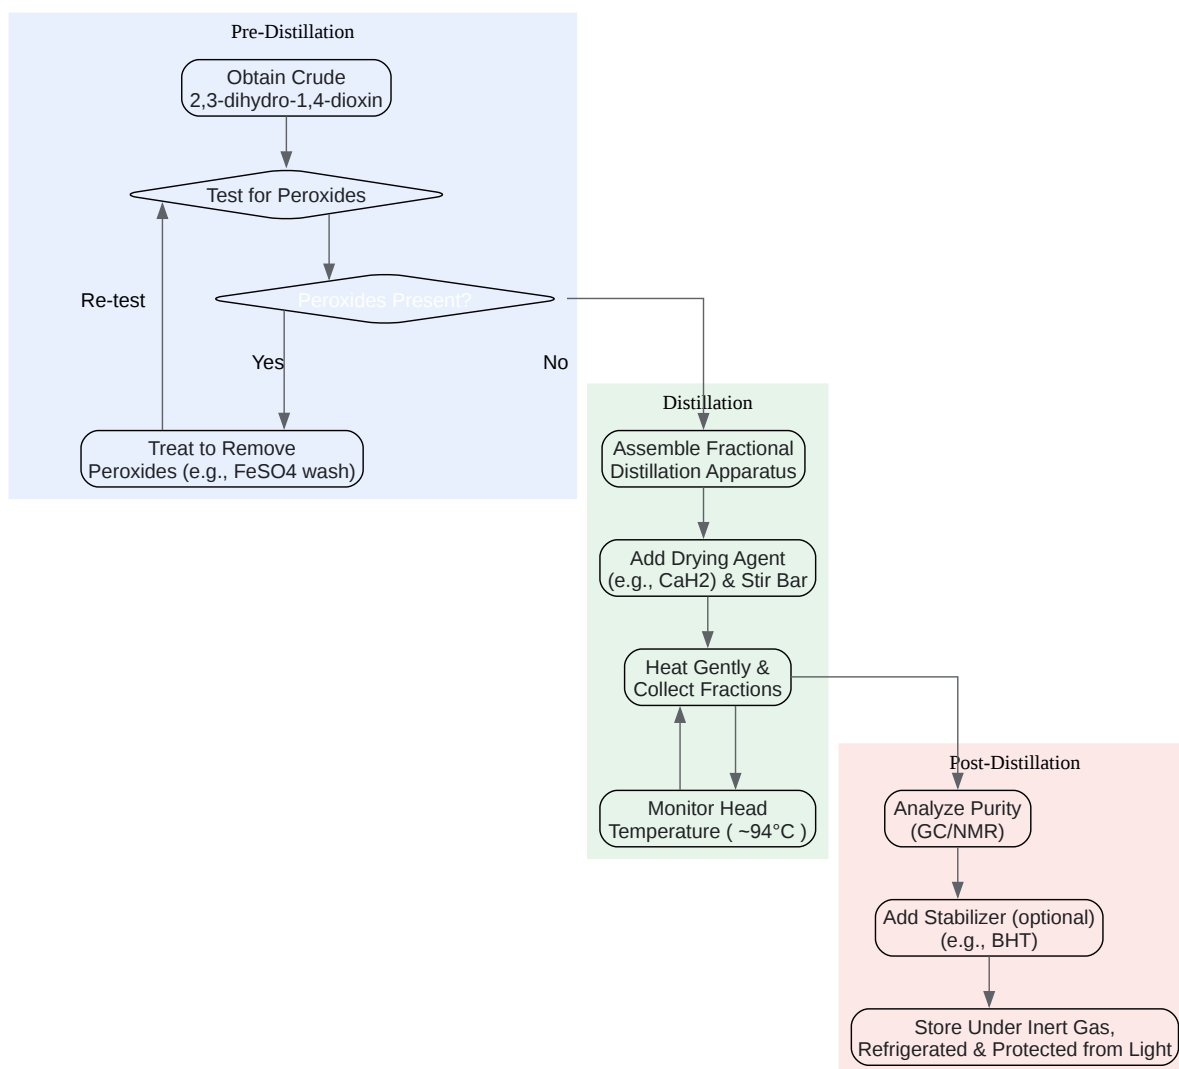 Pre-Distillation
Obtain Crude
2,3-dihydro-1,4-dioxin
Test for Peroxides
Peroxides Present?
Re-test
Yes
No
Treat to Remove
Peroxides (e.g., FeSO4 wash)
Distillation
Assemble Fractional
Distillation Apparatus
Add Drying Agent
(e.g., CaH2) & Stir Bar
Heat Gently &
Collect Fractions
Monitor Head
Temperature ( ~94°C )
Post-Distillation
Analyze Purity
(GC/NMR)
Add Stabilizer (optional)
(e.g., BHT)
Store Under Inert Gas,
Refrigerated & Protected from Light